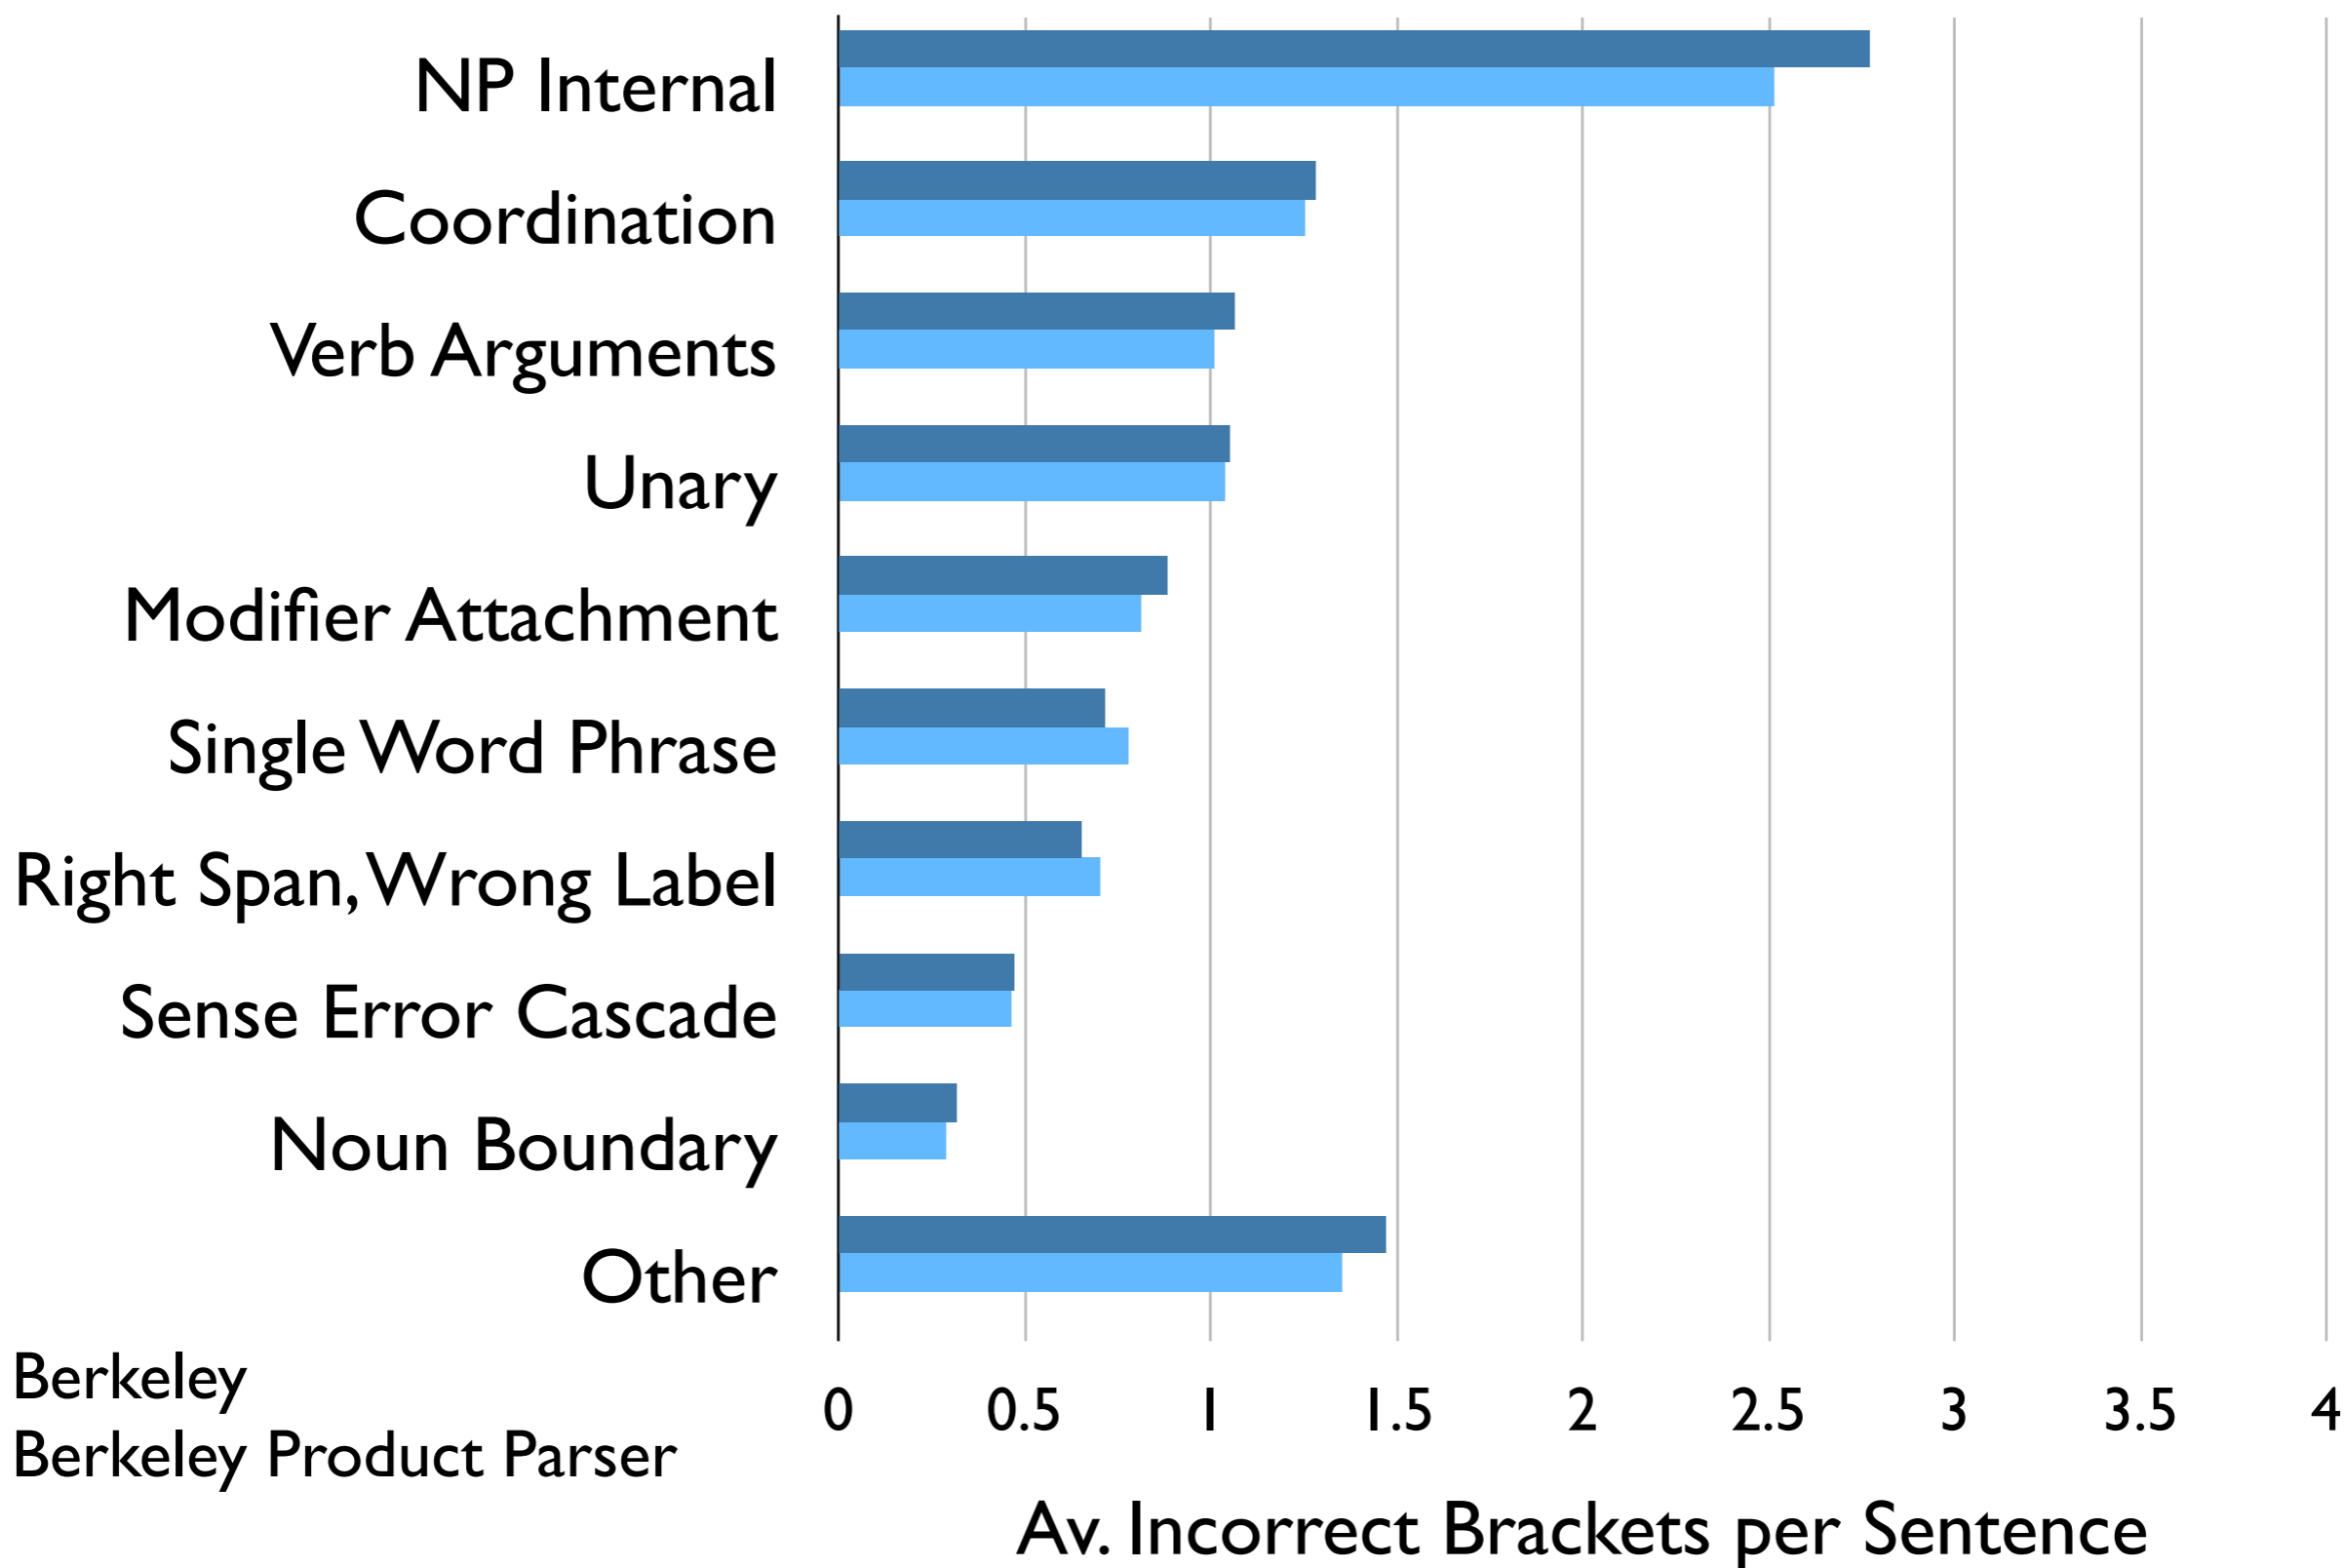 NP Internal
Coordination
Verb Arguments
Unary
Modifier Attachment
Single Word Phrase
Right Span, Wrong Label
Sense Error Cascade
Noun Boundary
Other
Berkeley
Berkeley Product Parser
0 0.5 1 1.5 2 2.5 3 3.5 4
Av. Incorrect Brackets per Sentence